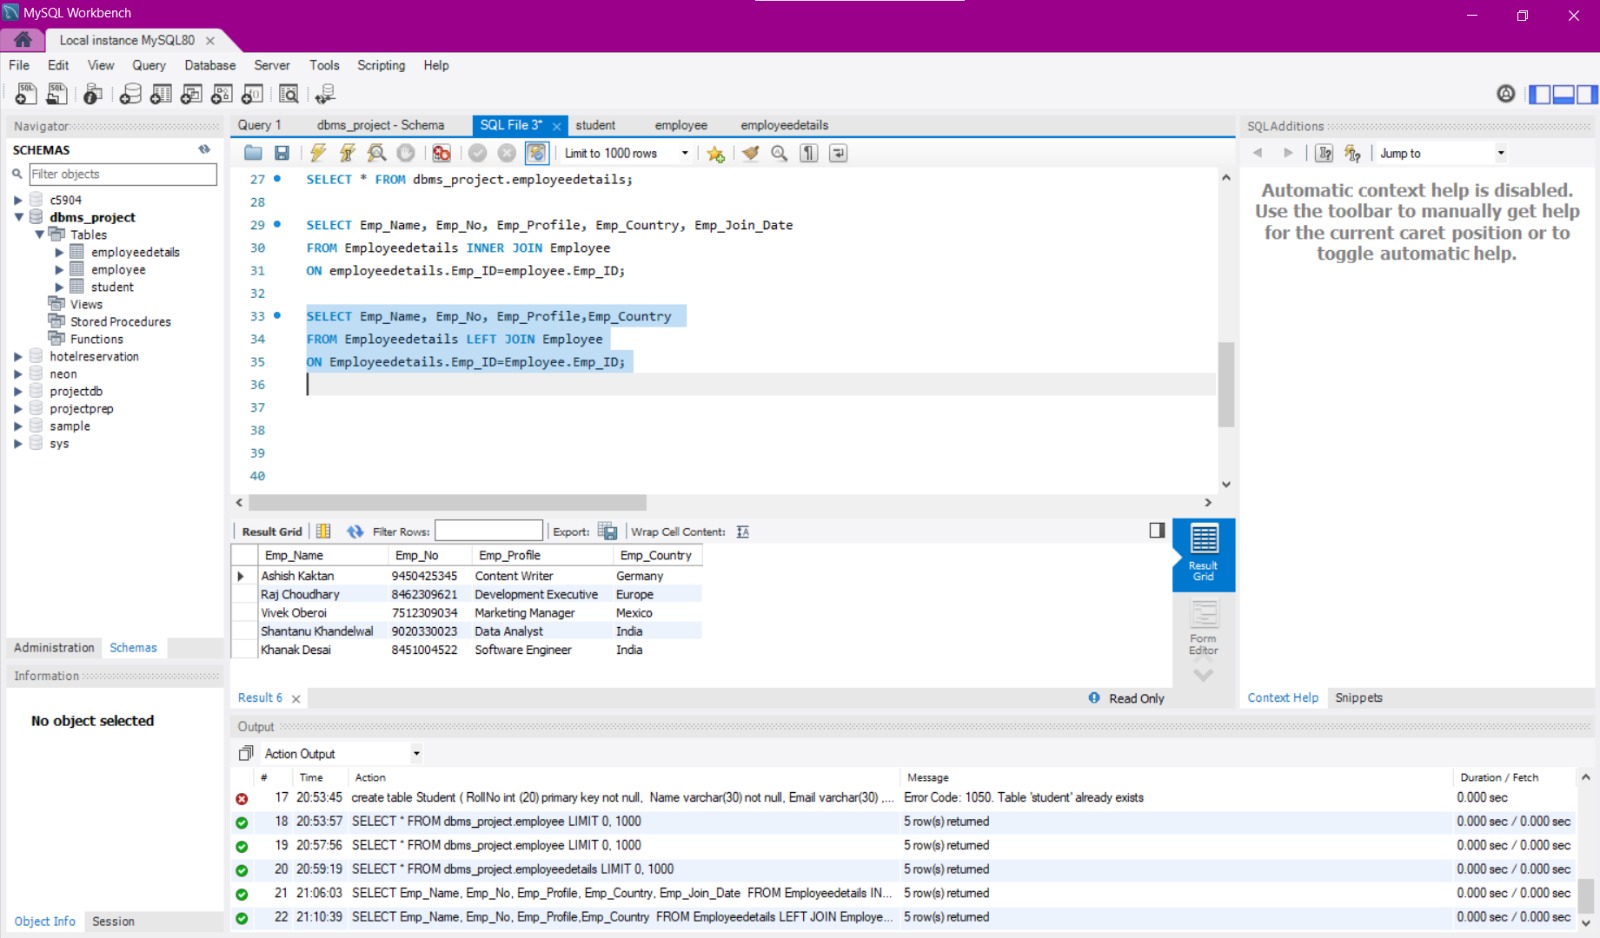 MySQL Workbench
Local instance MySQL80
File Edit View Query Database Server Tools Scripting Help
Navigator
SCHEMAS
Filter objects
c5904
dbms_project
Tables
employeedetails
employee
student
Views
Stored Procedures
Functions
hotelreservation
neon
projectdb
projectprep
sample
sys
Administration Schemas
Information
No object selected
Object Info Session
Query 1 dbms_project - Schema SQL File 3* student employee employeedetails
Limit to 1000 rows
27 SELECT * FROM dbms_project.employeedetails;
28
29 SELECT Emp_Name, Emp_No, Emp_Profile, Emp_Country, Emp_Join_Date
30 FROM Employeedetails INNER JOIN Employee
31 ON employeedetails.Emp_ID=employee.Emp_ID;
32
33 SELECT Emp_Name, Emp_No, Emp_Profile,Emp_Country
34 FROM Employeedetails LEFT JOIN Employee
35 ON Employeedetails.Emp_ID=Employee.Emp_ID;
36
37
38
39
40
Result Grid Filter Rows: Export: Wrap Cell Content:
Emp_Name Emp_No Emp_Profile Emp_Country
Ashish Kaktan 9450425345 Content Writer Germany
Raj Choudhary 8462309621 Development Executive Europe
Vivek Oberoi 7512309034 Marketing Manager Mexico
Shantanu Khandelwal 9020330023 Data Analyst India
Khanak Desai 8451004522 Software Engineer India
Result Grid
Form Editor
Result 6 Read Only
SQLAdditions
Jump to
Automatic context help is disabled.
Use the toolbar to manually get help
for the current caret position or to
toggle automatic help.
Context Help Snippets
Output
Action Output
# Time Action Message Duration / Fetch
17 20:53:45 create table Student ( RollNo int (20) primary key not null, Name varchar(30) not null, Email varchar(30) ,... Error Code: 1050. Table 'student' already exists 0.000 sec
18 20:53:57 SELECT * FROM dbms_project.employee LIMIT 0, 1000 5 row(s) returned 0.000 sec / 0.000 sec
19 20:57:56 SELECT * FROM dbms_project.employee LIMIT 0, 1000 5 row(s) returned 0.000 sec / 0.000 sec
20 20:59:19 SELECT * FROM dbms_project.employeedetails LIMIT 0, 1000 5 row(s) returned 0.000 sec / 0.000 sec
21 21:06:03 SELECT Emp_Name, Emp_No, Emp_Profile, Emp_Country, Emp_Join_Date FROM Employeedetails IN... 5 row(s) returned 0.000 sec / 0.000 sec
22 21:10:39 SELECT Emp_Name, Emp_No, Emp_Profile,Emp_Country FROM Employeedetails LEFT JOIN Employe... 5 row(s) returned 0.000 sec / 0.000 sec